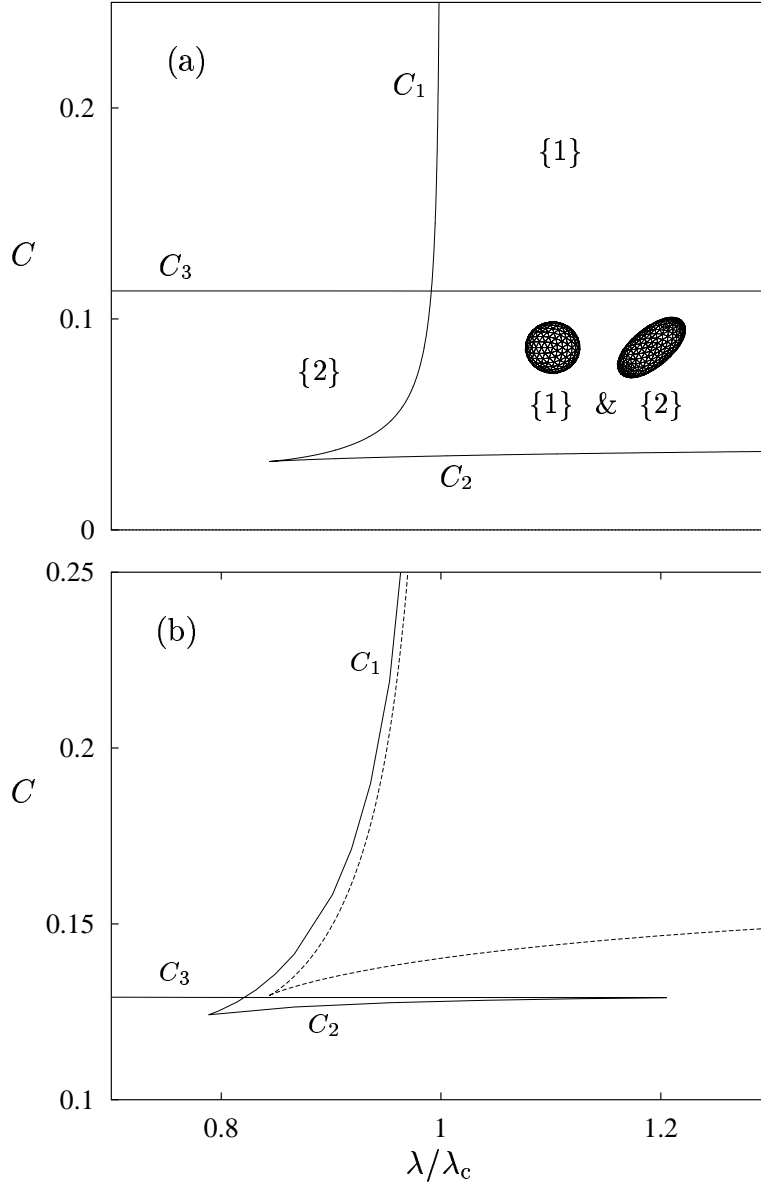 (a)
C₁
0.2
{1}
C
C₃
0.1
{2}
{1} & {2}
C₂
0
0.25
(b)
C₁
0.2
C
0.15
C₃
C₂
0.1
0.8 1 1.2
λ/λc